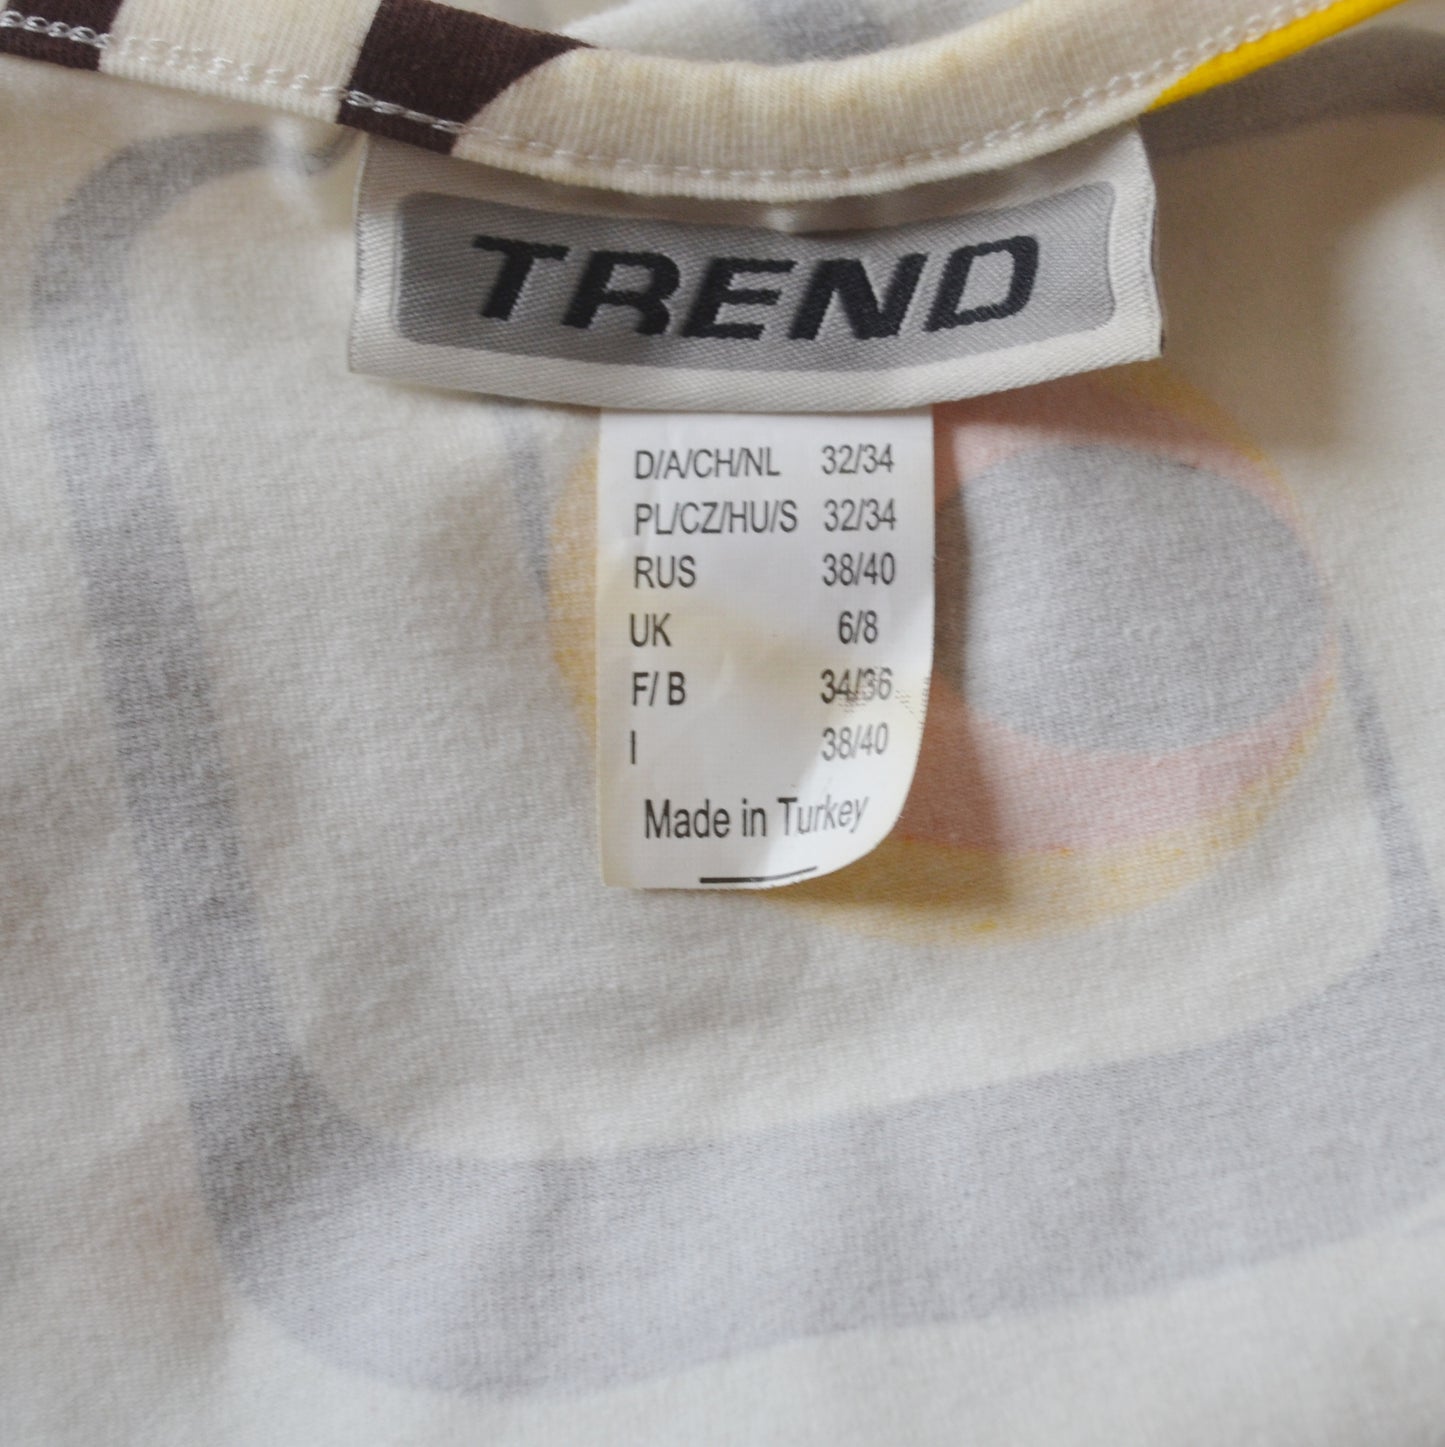 TREND
D/A/CH/NL 32/34
PL/CZ/HU/S 32/34
RUS 38/40
UK 6/8
F/ B 34/36
I 38/40
Made in Turkey